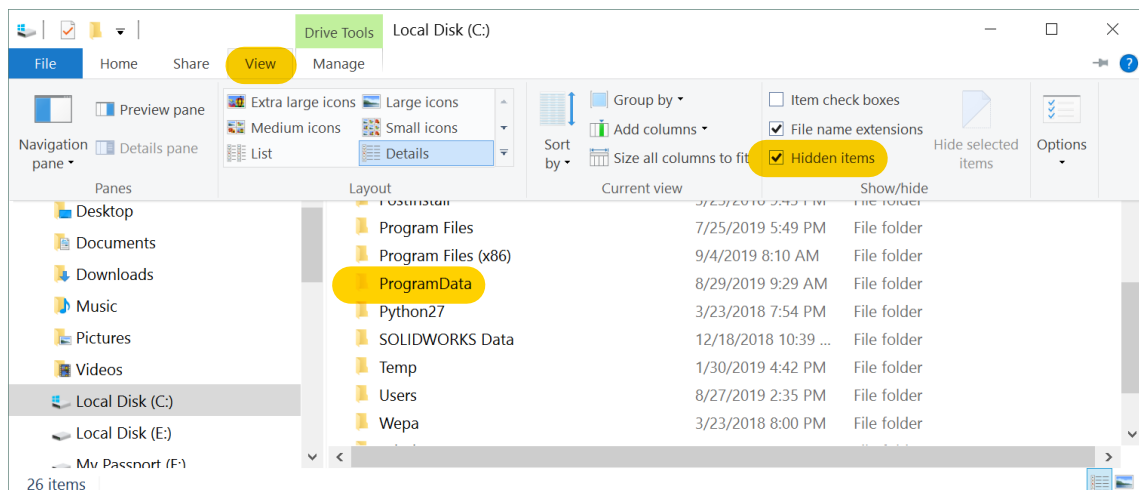 Drive Tools Local Disk (C:)
File Home Share View Manage
Preview pane
Details pane
Navigation
pane
Panes
Extra large icons Large icons
Medium icons Small icons
List Details
Layout
Sort
by
Group by
Add columns
Size all columns to fit
Current view
Item check boxes
File name extensions
Hidden items
Hide selected
items
Show/hide
Options
Desktop
Documents
Downloads
Music
Pictures
Videos
Local Disk (C:)
Local Disk (E:)
My Passport (F:)
Program Files 7/25/2019 5:49 PM File folder
Program Files (x86) 9/4/2019 8:10 AM File folder
ProgramData 8/29/2019 9:29 AM File folder
Python27 3/23/2018 7:54 PM File folder
SOLIDWORKS Data 12/18/2018 10:39 ... File folder
Temp 1/30/2019 4:42 PM File folder
Users 8/27/2019 2:35 PM File folder
Wepa 3/23/2018 8:00 PM File folder
26 items